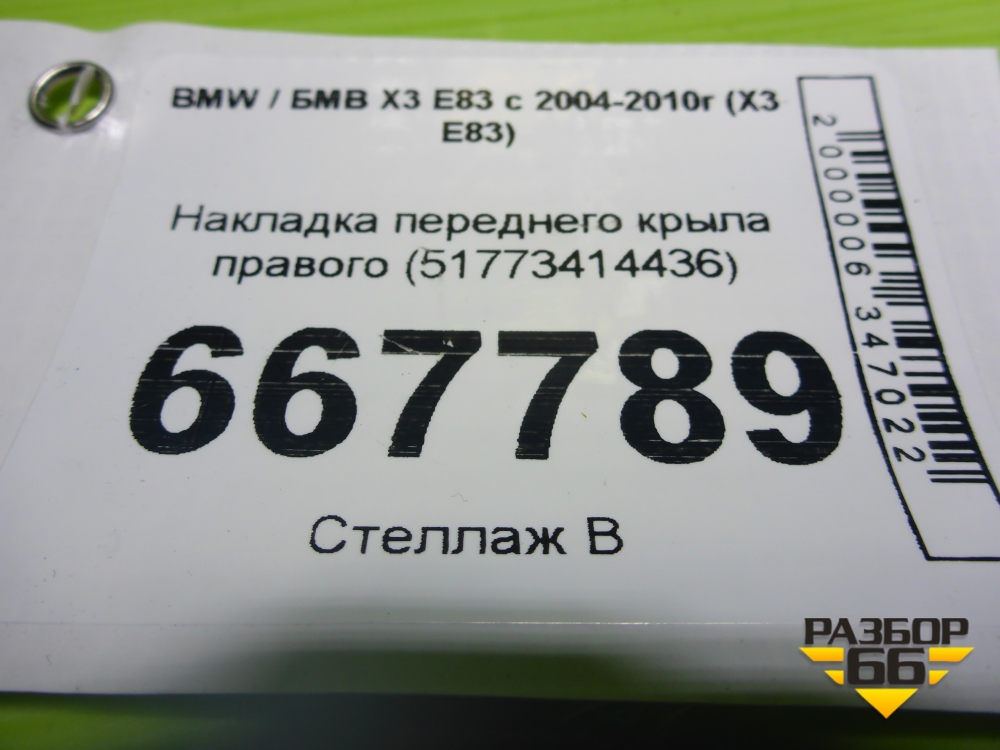 BMW / БМВ X3 E83 с 2004-2010г (X3
E83)
Накладка переднего крыла
правого (51773414436)
667789
Стеллаж В
2000006347022
РАЗБОР
66